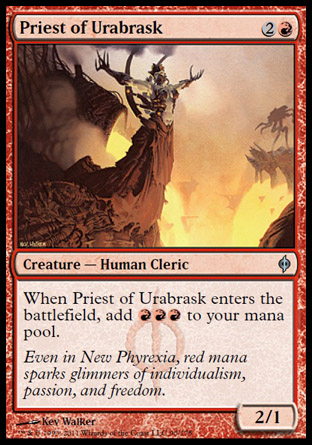 Priest of Urabrask 2
Creature — Human Cleric
When Priest of Urabrask enters the
battlefield, add to your mana
pool.
Even in New Phyrexia, red mana
sparks glimmers of individualism,
passion, and freedom.
Kev Walker
2/1